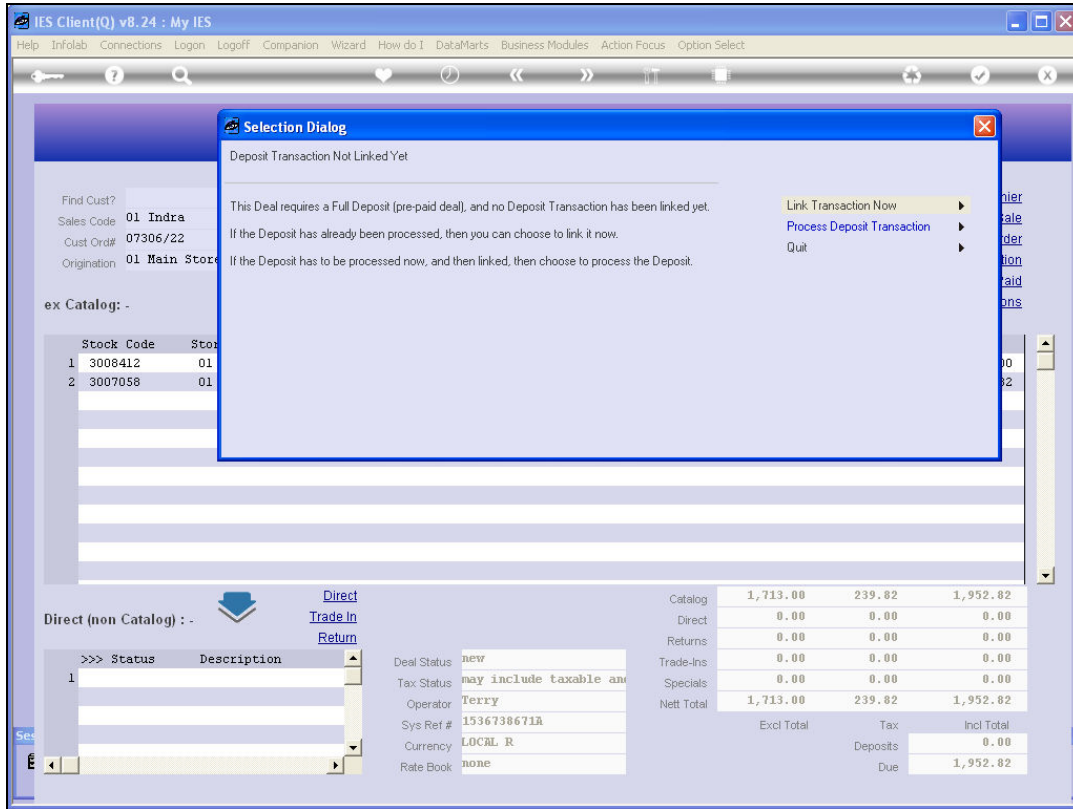 IES Client(Q) v8.24 : My IES
Help Infolab Connections Logon Logoff Companion Wizard How do I DataMarts Business Modules Action Focus Option Select
Selection Dialog
Deposit Transaction Not Linked Yet
This Deal requires a Full Deposit (pre-paid deal), and no Deposit Transaction has been linked yet.
If the Deposit has already been processed, then you can choose to link it now.
If the Deposit has to be processed now, and then linked, then choose to process the Deposit.
Link Transaction Now
Process Deposit Transaction
Quit
Find Cust?
Sales Code 01 Indra
Cust Ord# 07306/22
Origination 01 Main Store
ex Catalog: -
Stock Code
1 3008412 01
2 3007058 01
Direct (non Catalog) : -
Direct
Trade In
Return
>>> Status Description
1
Deal Status new
Tax Status may include taxable an
Operator Terry
Sys Ref # 1536738671A
Currency LOCAL R
Rate Book none
Catalog 1,713.00 239.82 1,952.82
Direct 0.00 0.00 0.00
Returns 0.00 0.00 0.00
Trade-Ins 0.00 0.00 0.00
Specials 0.00 0.00 0.00
Nett Total 1,713.00 239.82 1,952.82
Excl Total Tax Incl Total
Deposits 0.00
Due 1,952.82